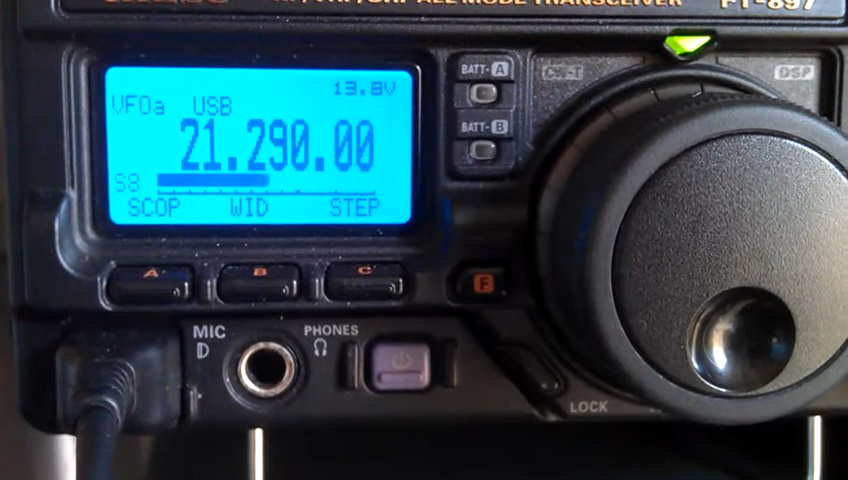 ALL MODE TRANSCEIVER FT-897
13.8V
VFOa USB
21.290.00
S8
SCOP WID STEP
BATT-A
BATT-B
CW-T
DSP
A B C
F
MIC
PHONES
LOCK